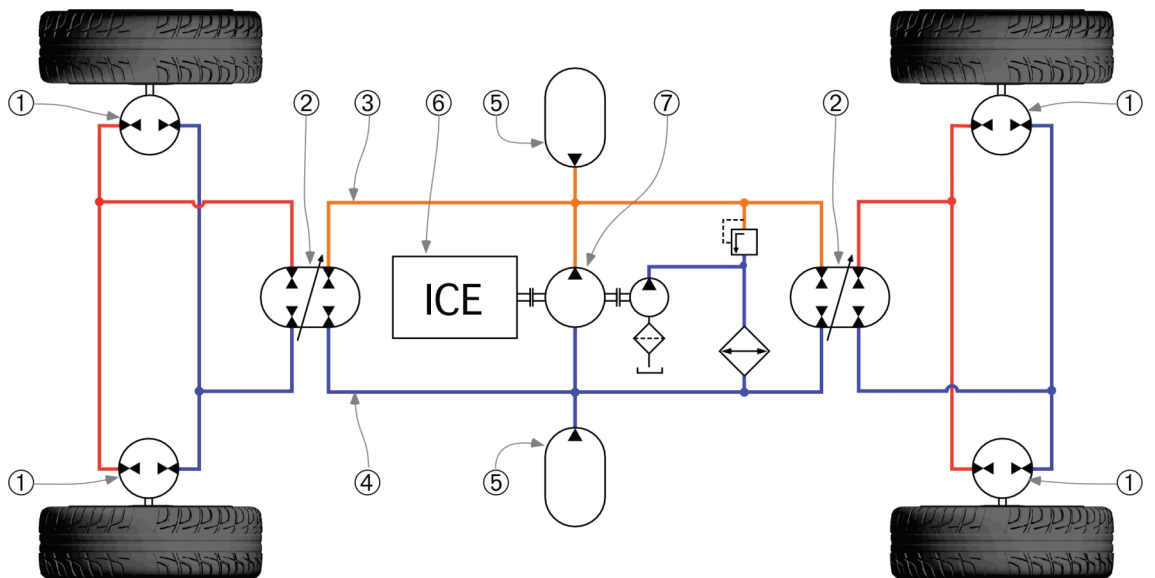 ① ② ③ ⑥ ⑤ ⑦ ② ①
ICE
① ④ ⑤ ①